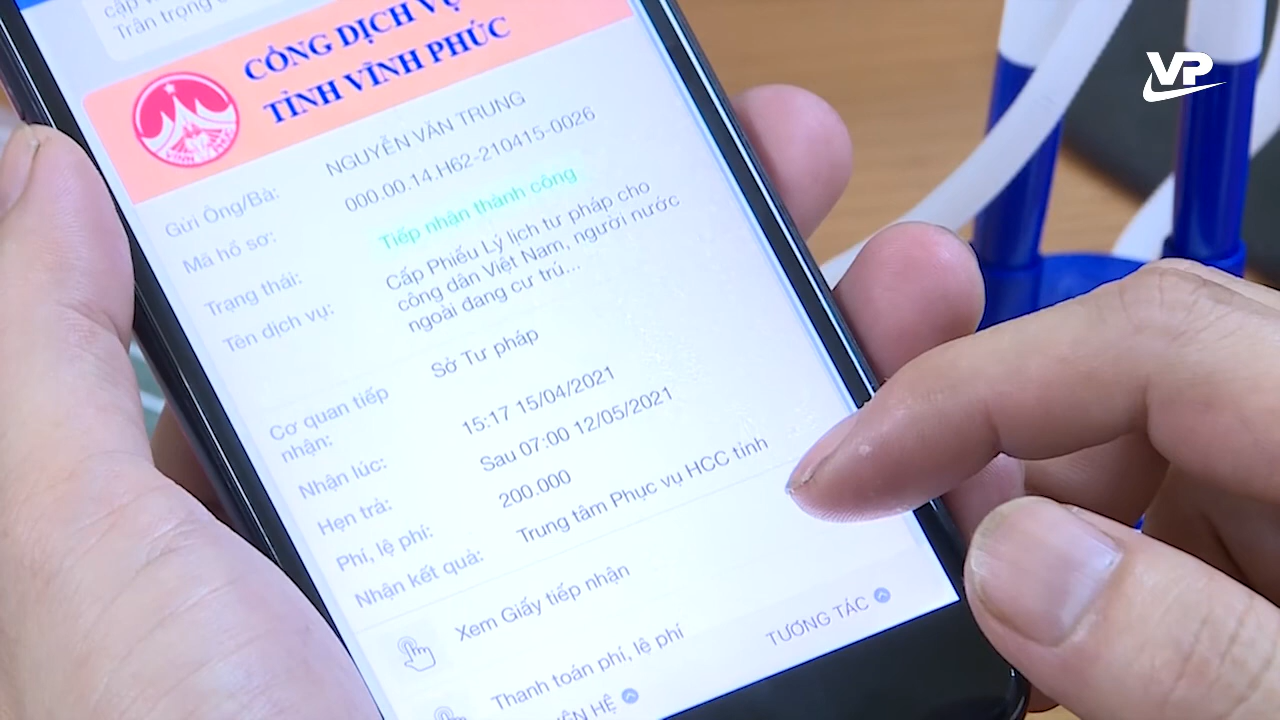 cấp
Trân trọng
CỔNG DỊCH VỤ
TỈNH VĨNH PHÚC
Gửi Ông/Bà: NGUYỄN VĂN TRUNG
Mã hồ sơ: 000.00.14.H62-210415-0026
Trạng thái: Tiếp nhận thành công
Tên dịch vụ: Cấp Phiếu Lý lịch tư pháp cho
công dân Việt Nam, người nước
ngoài đang cư trú...
Cơ quan tiếp
nhận: Sở Tư pháp
Nhận lúc: 15:17 15/04/2021
Hẹn trả: Sau 07:00 12/05/2021
Phí, lệ phí: 200.000
Nhận kết quả: Trung tâm Phục vụ HCC tỉnh
Xem Giấy tiếp nhận
Thanh toán phí, lệ phí
TƯƠNG TÁC
VP